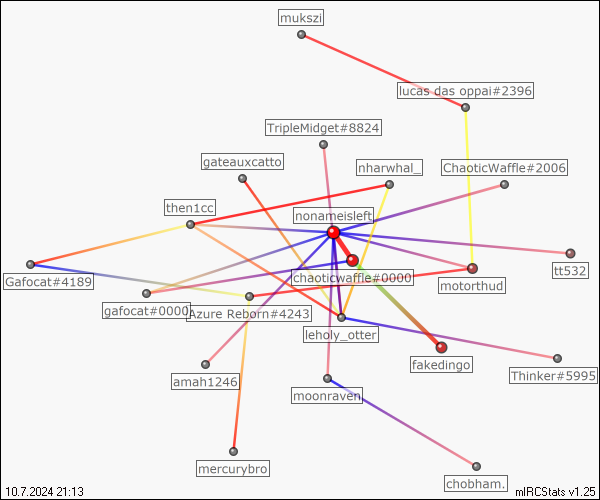 mukszi
lucas das oppai#2396
TripleMidget#8824
gateauxcatto
nharwhal_
ChaoticWaffle#2006
then1cc
nonameisleft
Gafocat#4189
chaoticwaffle#0000
motorthud
tt532
gafocat#0000
Azure Reborn#4243
leholy_otter
fakedingo
Thinker#5995
amah1246
moonraven
mercurybro
chobham.
10.7.2024 21:13
mIRCStats v1.25